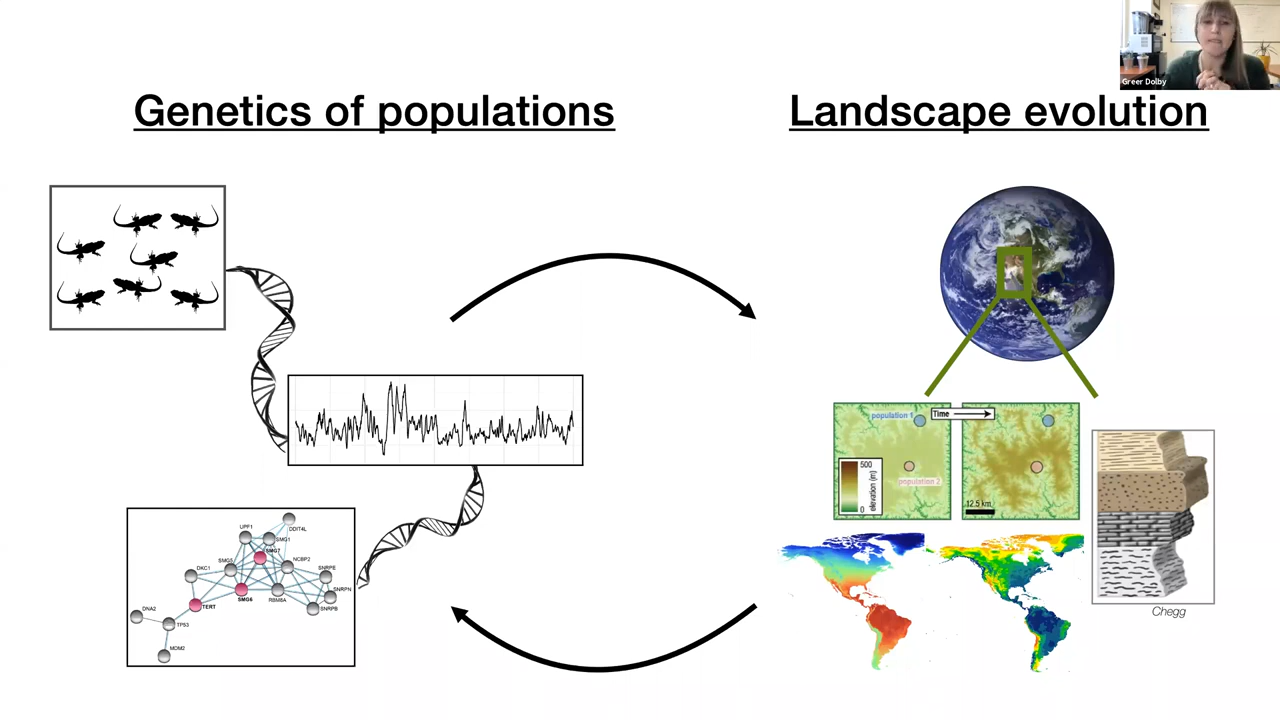 Greer Dolby
Genetics of populations
Landscape evolution
population 1
Time
500
elevation (m)
0
population 2
12.5 km
UPF1
DDIT4L
SMG1
SMG7
SMG5
NCBP2
DKC1
SNRPE
SNRPN
TERT
SMG6
RBM8A
SNRPB
DNA2
TP53
MDM2
Chegg